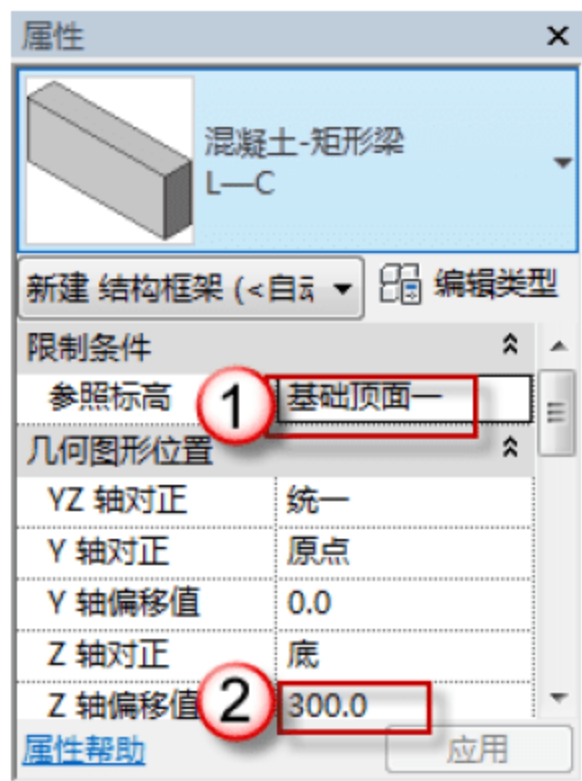 属性
混凝土-矩形梁
L—C
新建 结构框架 (<自动 编辑类型
限制条件
参照标高 1 基础顶面一
几何图形位置
YZ 轴对正 统一
Y 轴对正 原点
Y 轴偏移值 0.0
Z 轴对正 底
Z 轴偏移值 2 300.0
属性帮助 应用